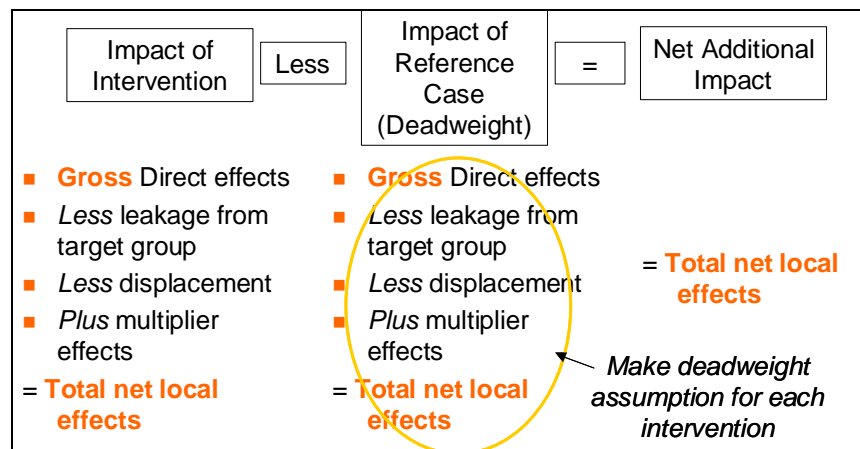 Impact of
Intervention
Less
Impact of
Reference
Case
(Deadweight)
=
Net Additional
Impact
Gross Direct effects
Less leakage from
target group
Less displacement
Plus multiplier
effects
= Total net local
effects
Gross Direct effects
Less leakage from
target group
Less displacement
Plus multiplier
effects
= Total net local
effects
= Total net local
effects
Make deadweight
assumption for each
intervention